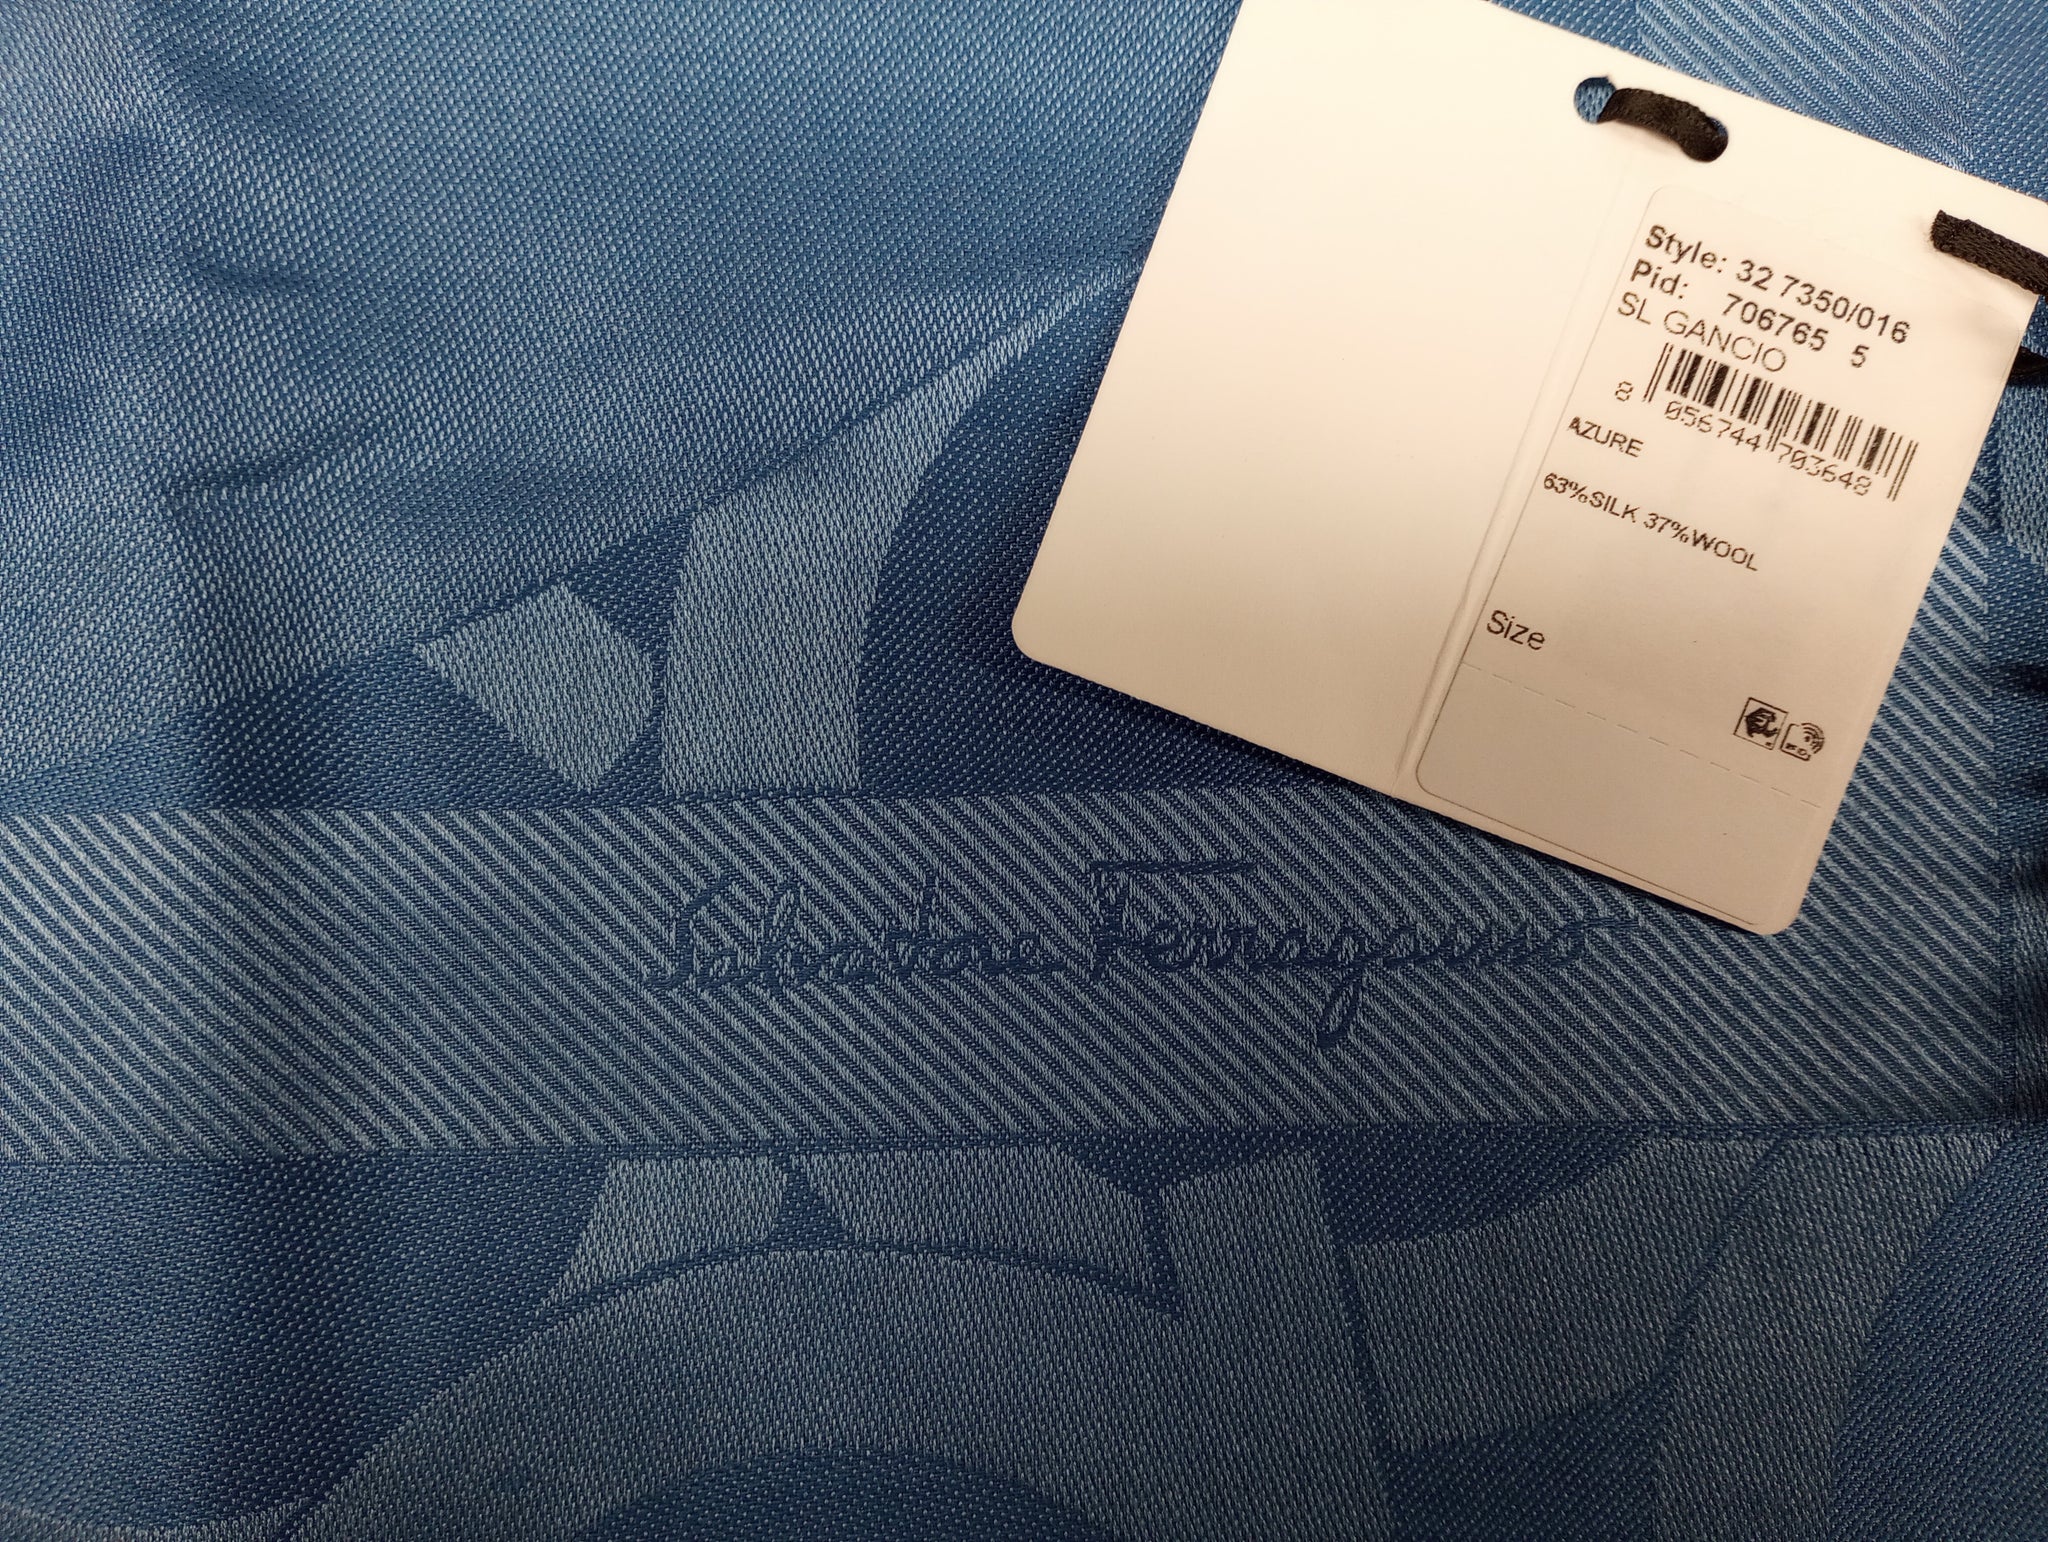 Style: 32 7350/016
Pid: 706765 5
SL GANCIO
8 056744 703648
AZURE
63%SILK 37%WOOL
Size
Salvatore Ferragamo